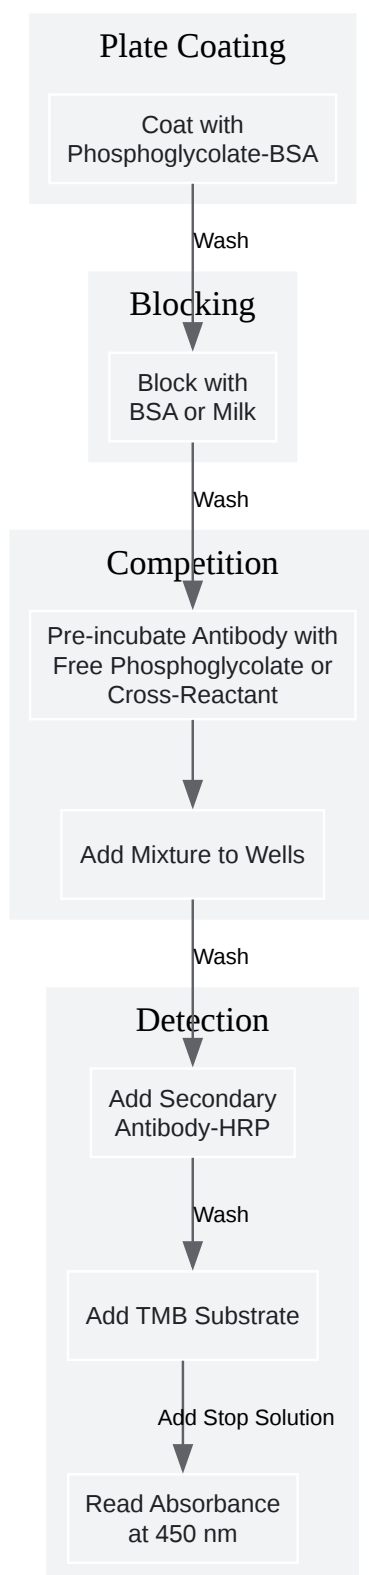 Plate Coating
Coat with
Phosphoglycolate-BSA
Wash
Blocking
Block with
BSA or Milk
Wash
Competition
Pre-incubate Antibody with
Free Phosphoglycolate or
Cross-Reactant
Add Mixture to Wells
Wash
Detection
Add Secondary
Antibody-HRP
Wash
Add TMB Substrate
Add Stop Solution
Read Absorbance
at 450 nm